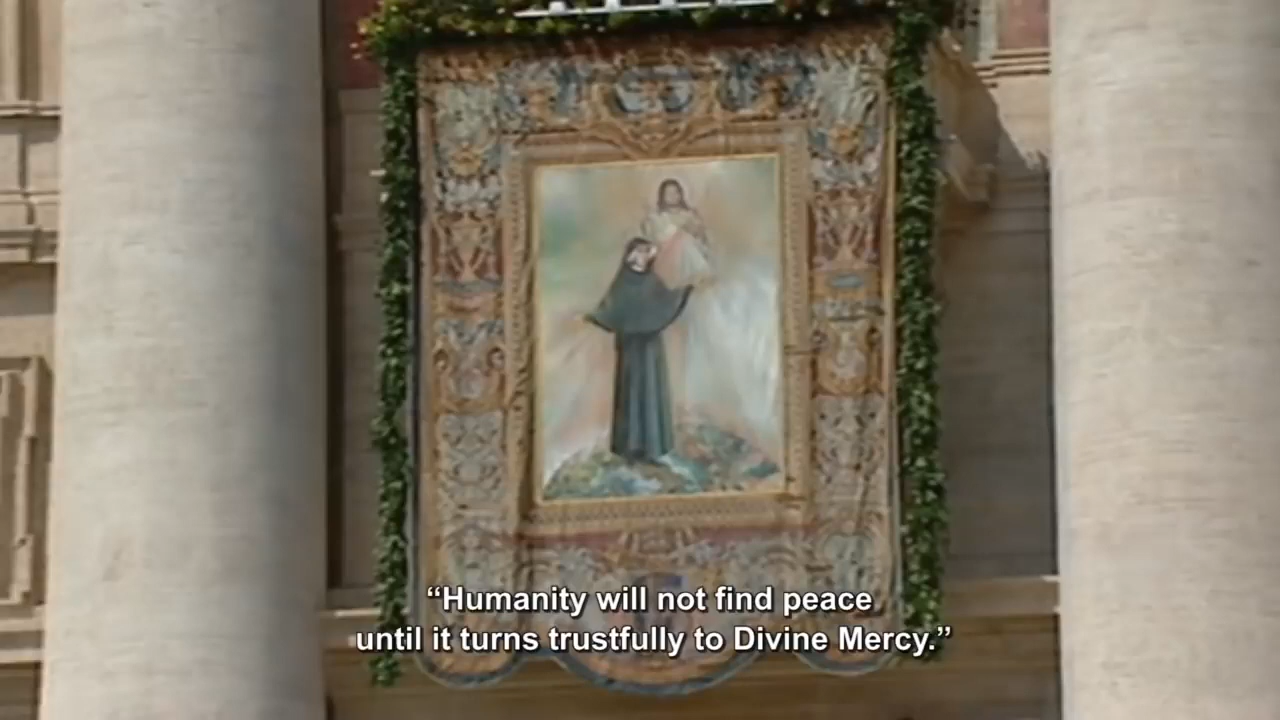 “Humanity will not find peace
until it turns trustfully to Divine Mercy.”